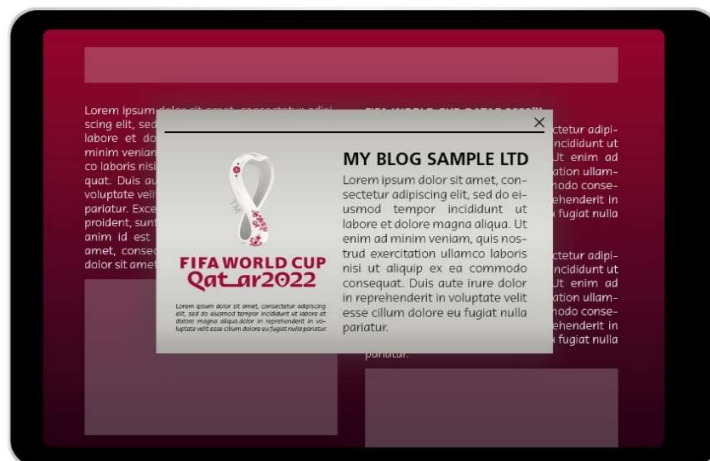 Lorem ipsum
scing elit, sed
labore et do
minim veniam
co laboris nisi
quat. Duis au
voluptate veli
pariatur. Exce
proident, sunt
anim id est
amet, consec
dolor sit amet
ctetur adipi-
ncididunt ut
Ut enim ad
ation ullam-
modo conse-
ehenderit in
fugiat nulla
ctetur adipi-
ncididunt ut
Ut enim ad
ation ullam-
modo conse-
ehenderit in
fugiat nulla
pariatur.
TM
FIFA WORLD CUP
Qatar2022
Lorem ipsum dolor sit amet, consectetur adipiscing
elit, sed do eiusmod tempor incididunt ut labore et
dolore magna aliqua.dolor in reprehenderit in vo-
luptate velit esse cillum dolore eu fugiat nulla pariatur.
MY BLOG SAMPLE LTD
Lorem ipsum dolor sit amet, con-
sectetur adipiscing elit, sed do ei-
usmod tempor incididunt ut
labore et dolore magna aliqua. Ut
enim ad minim veniam, quis nos-
trud exercitation ullamco laboris
nisi ut aliquip ex ea commodo
consequat. Duis aute irure dolor
in reprehenderit in voluptate velit
esse cillum dolore eu fugiat nulla
pariatur.